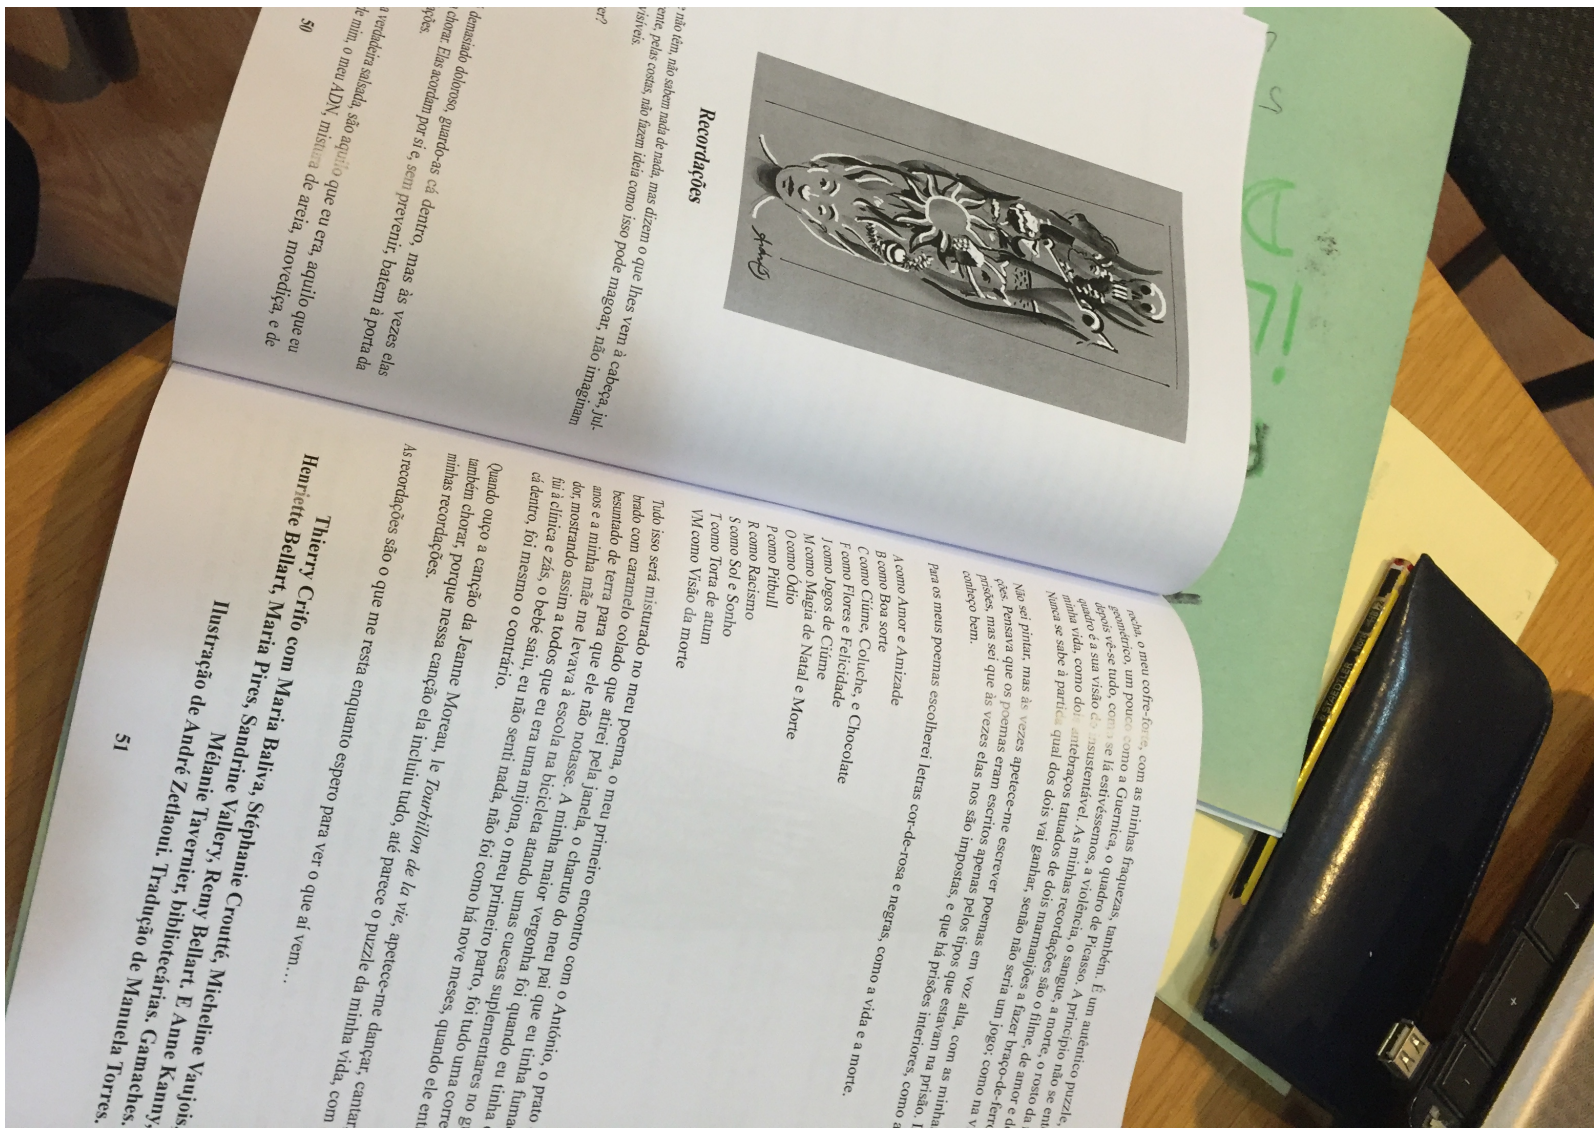 Recordações
não têm, não sabem nada de nada, mas dizem o que lhes vem à cabeça, jul-
pelas costas, não fazem ideia como isso pode magoar, não imaginam
visíveis.
demasiado doloroso, guardo-as cá dentro, mas às vezes elas
chorar. Elas acordam por si e, sem prevenir, batem à porta da
verdadeira salsada, são aquilo que eu era, aquilo que eu
de mim, o meu ADN, mistura de areia, movediça, e de
50
rocha, o meu cofre-forte, com as minhas fraquezas, também. É um autêntico puzzle,
geométrico, um pouco como a Guernica, o quadro de Picasso. A princípio não se
depois vê-se tudo, como se lá estivéssemos, a violência, o sangue, a morte, o rosto da
quadro é a sua visão do insustentável. As minhas recordações são o filme, de amor e
minha vida, como dois antebraços tatuados de dois marmanjões a fazer braço-de-ferro
Nunca se sabe à partida qual dos dois vai ganhar, senão não seria um jogo; como na
Não sei pintar, mas às vezes apetece-me escrever poemas em voz alta, com as
ções. Pensava que os poemas eram escritos apenas pelos tipos que estavam na prisão.
prisões, mas sei que às vezes elas nos são impostas, e que há prisões interiores, como
conheço bem.
Para os meus poemas escolherei letras cor-de-rosa e negras, como a vida e a morte.
A como Amor e Amizade
B como Boa sorte
C como Ciúme, Coluche, e Chocolate
F como Flores e Felicidade
J como Jogos de Ciúme
M como Magia de Natal e Morte
O como Ódio
P como Pitbull
R como Racismo
S como Sol e Sonho
T como Torta de atum
VM como Visão da morte
Tudo isso será misturado no meu poema, o meu primeiro encontro com o António, o prato
brado com caramelo colado que atirei pela janela, o charuto do meu pai que eu tinha
besuntado de terra para que ele não notasse. A minha maior vergonha foi quando eu tinha
anos e a minha mãe me levava à escola na bicicleta atando umas cuecas suplementares no
dor, mostrando assim a todos que eu era uma mijona, o meu primeiro parto, foi tudo uma
fui à clínica e zás, o bebé saiu, eu não senti nada, não foi como há nove meses, quando ele
cá dentro, foi mesmo o contrário.
Quando ouço a canção da Jeanne Moreau, le Tourbillon de la vie, apetece-me dançar, cantar,
também chorar, porque nessa canção ela incluiu tudo, até parece o puzzle da minha vida, com
minhas recordações.
As recordações são o que me resta enquanto espero para ver o que aí vem…
Thierry Crifo com Maria Baliva, Stéphanie Croutté, Micheline Vaujois,
Henriette Bellart, Maria Pires, Sandrine Vallery, Remy Bellart. E Anne Kanny,
Mélanie Tavernier, bibliotecárias. Gamaches.
Ilustração de André Zetlaoui. Tradução de Manuela Torres.
51